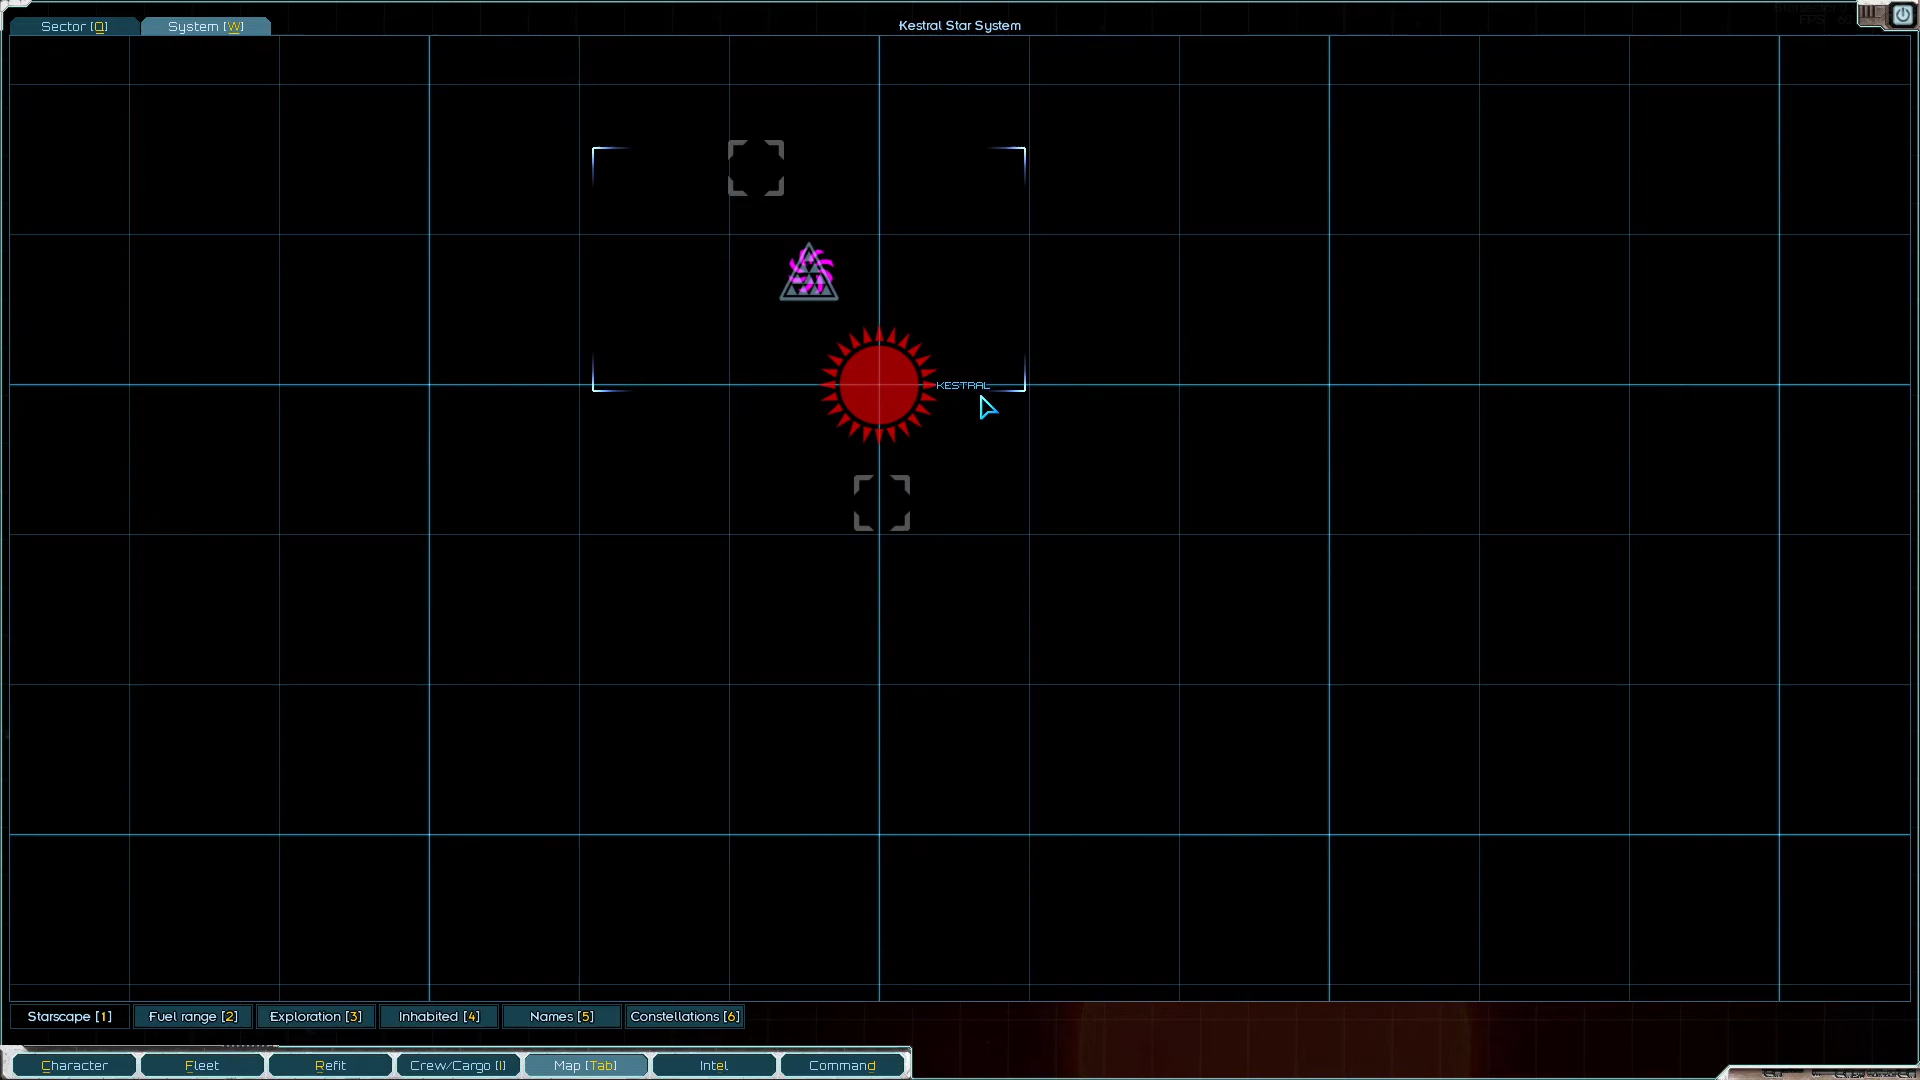 Sector [Q]
System [W]
Kestral Star System
FPS
KESTRAL
Starscape [1]
Fuel range [2]
Exploration [3]
Inhabited [4]
Names [5]
Constellations [6]
Character
Fleet
Refit
Crew/Cargo [I]
Map [Tab]
Intel
Command